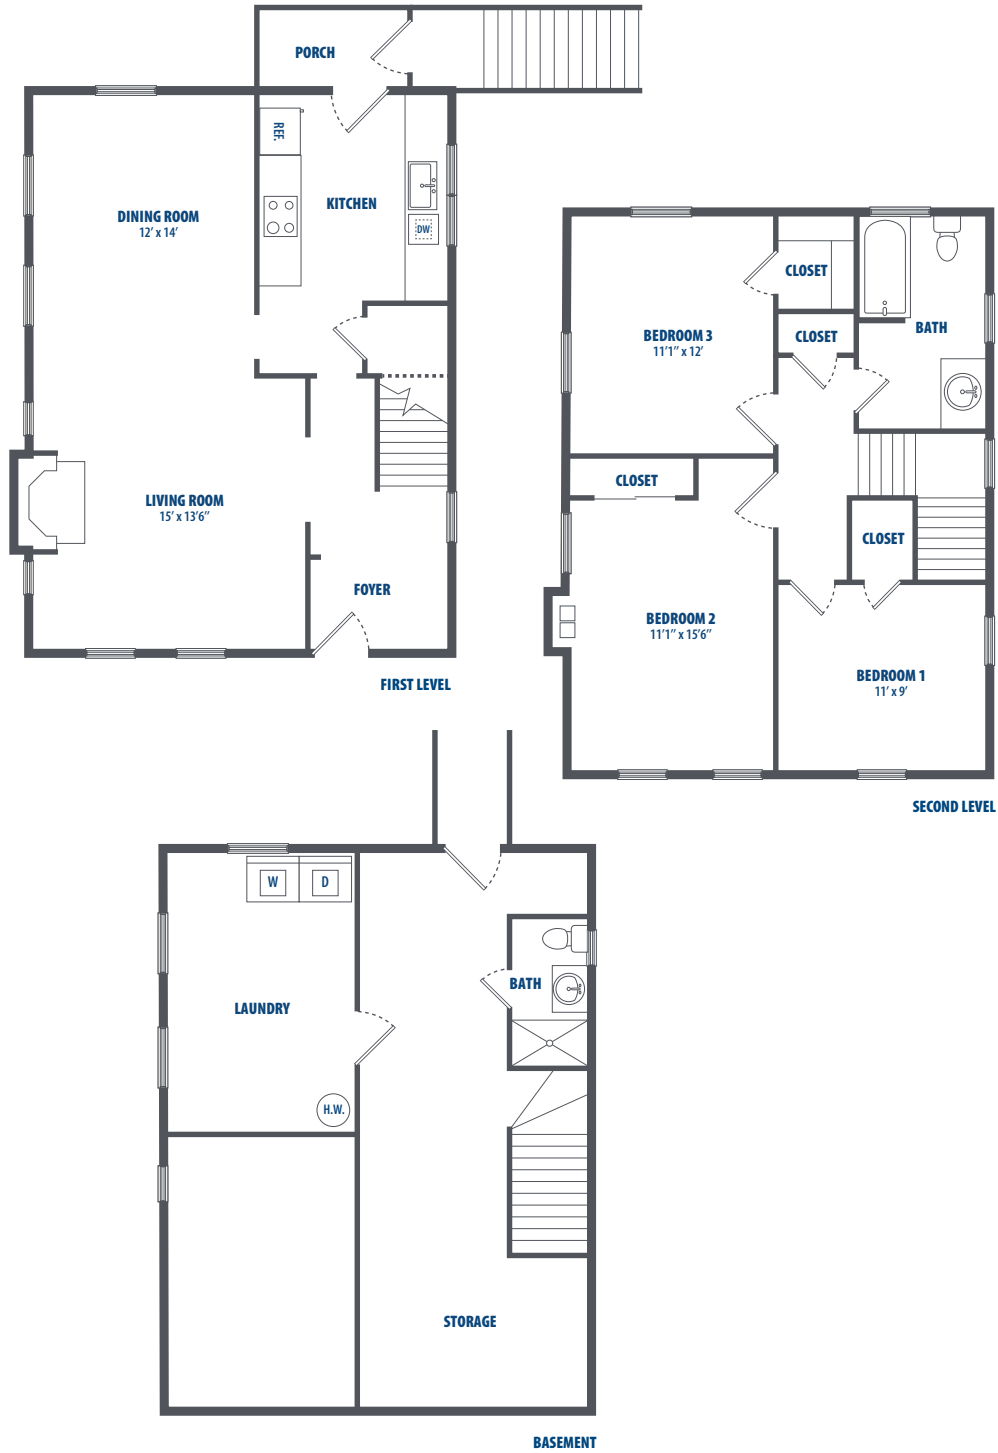 PORCH
REF.
KITCHEN
DW
DINING ROOM
12’ x 14’
LIVING ROOM
15’ x 13’6”
FOYER
FIRST LEVEL
CLOSET
BATH
CLOSET
BEDROOM 3
11’1” x 12’
CLOSET
CLOSET
BEDROOM 2
11’1” x 15’6”
BEDROOM 1
11’ x 9’
SECOND LEVEL
W
D
BATH
LAUNDRY
H.W.
STORAGE
BASEMENT